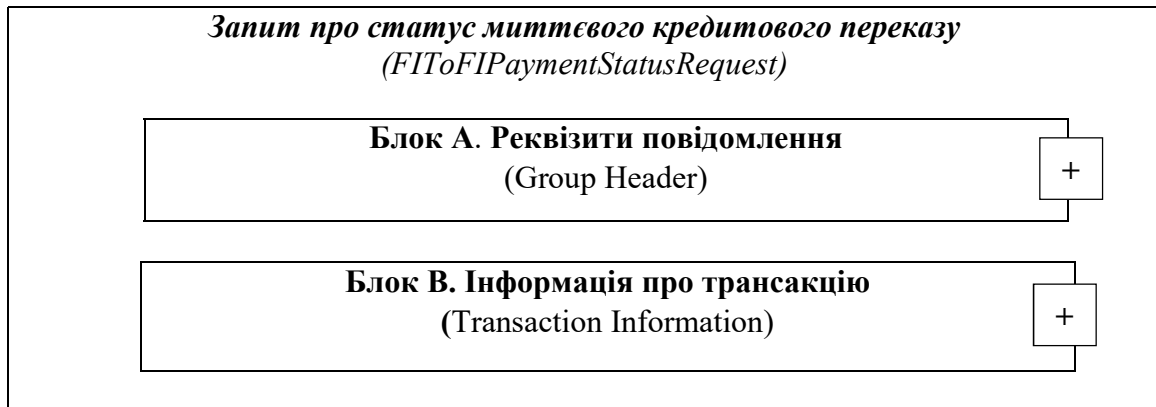 Запит про статус миттєвого кредитового переказу
(FIToFIPaymentStatusRequest)
Блок А. Реквізити повідомлення
(Group Header)
+
Блок В. Інформація про трансакцію
(Transaction Information)
+